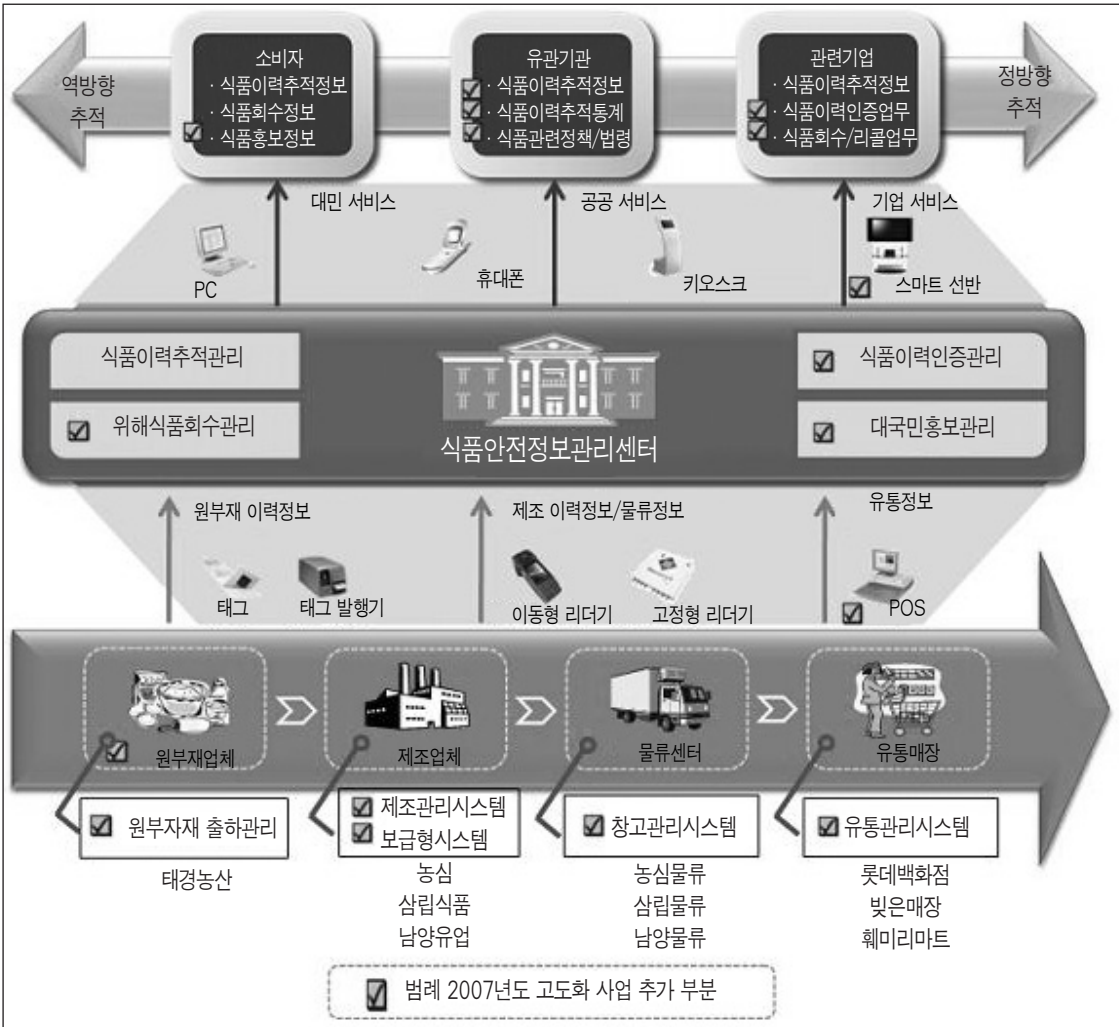 역방향
추적
소비자
· 식품이력추적정보
· 식품회수정보
· 식품홍보정보
유관기관
· 식품이력추적정보
· 식품이력추적통계
· 식품관련정책/법령
관련기업
· 식품이력추적정보
· 식품이력인증업무
· 식품회수/리콜업무
정방향
추적
대민 서비스
공공 서비스
기업 서비스
PC
휴대폰
키오스크
스마트 선반
식품이력추적관리
위해식품회수관리
식품안전정보관리센터
식품이력인증관리
대국민홍보관리
원부재 이력정보
제조 이력정보/물류정보
유통정보
태그
태그 발행기
이동형 리더기
고정형 리더기
POS
원부재업체
제조업체
물류센터
유통매장
원부자재 출하관리
제조관리시스템
보급형시스템
창고관리시스템
유통관리시스템
태경농산
농심
삼립식품
남양유업
농심물류
삼립물류
남양물류
롯데백화점
빚은매장
훼미리마트
범례 2007년도 고도화 사업 추가 부분